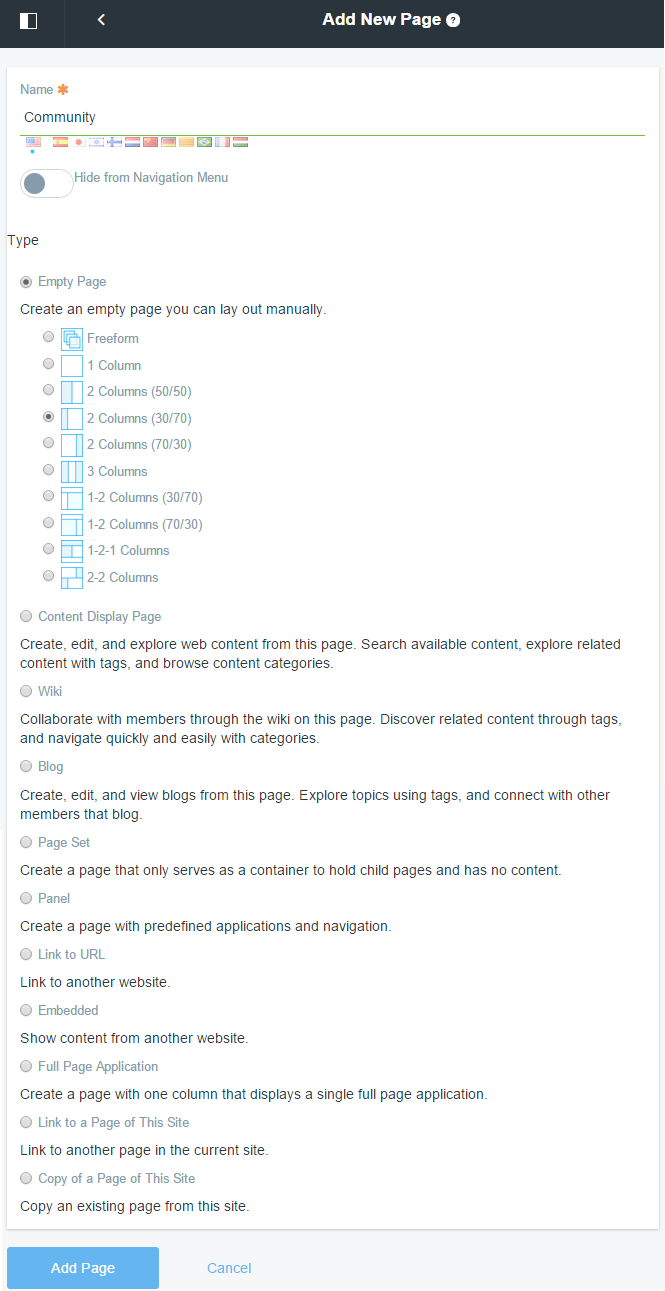 Add New Page ?
Name ✱
Community
Hide from Navigation Menu
Type
Empty Page
Create an empty page you can lay out manually.
Freeform
1 Column
2 Columns (50/50)
2 Columns (30/70)
2 Columns (70/30)
3 Columns
1-2 Columns (30/70)
1-2 Columns (70/30)
1-2-1 Columns
2-2 Columns
Content Display Page
Create, edit, and explore web content from this page. Search available content, explore related
content with tags, and browse content categories.
Wiki
Collaborate with members through the wiki on this page. Discover related content through tags,
and navigate quickly and easily with categories.
Blog
Create, edit, and view blogs from this page. Explore topics using tags, and connect with other
members that blog.
Page Set
Create a page that only serves as a container to hold child pages and has no content.
Panel
Create a page with predefined applications and navigation.
Link to URL
Link to another website.
Embedded
Show content from another website.
Full Page Application
Create a page with one column that displays a single full page application.
Link to a Page of This Site
Link to another page in the current site.
Copy of a Page of This Site
Copy an existing page from this site.
Add Page
Cancel